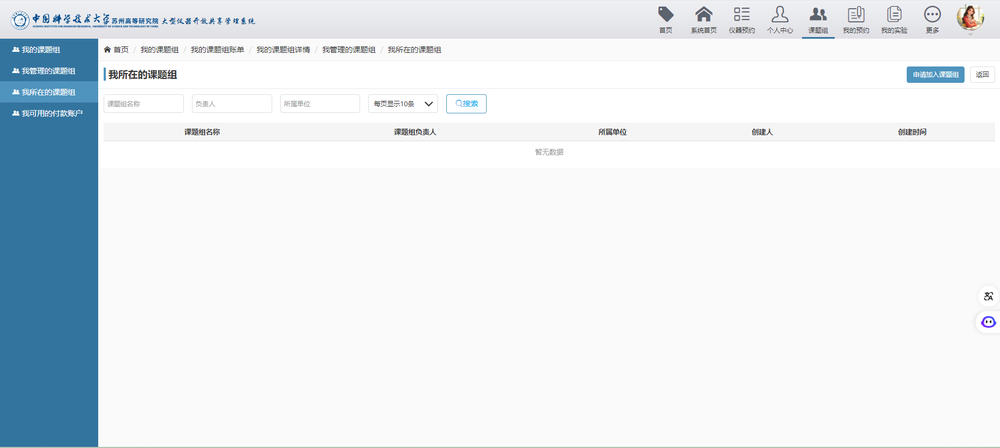 中国科学技术大学 苏州高等研究院 大型仪器开放共享管理系统
SUZHOU INSTITUTE FOR ADVANCED RESEARCH, UNIVERSITY OF SCIENCE AND TECHNOLOGY OF CHINA
首页 系统首页 仪器预约 个人中心 课题组 我的预约 我的实验 更多
我的课题组
我管理的课题组
我所在的课题组
我可用的付款账户
首页 / 我的课题组 / 我的课题组账单 / 我的课题组详情 / 我管理的课题组 / 我所在的课题组
我所在的课题组
申请加入课题组 返回
课题组名称 负责人 所属单位 每页显示10条 搜索
课题组名称 课题组负责人 所属单位 创建人 创建时间
暂无数据